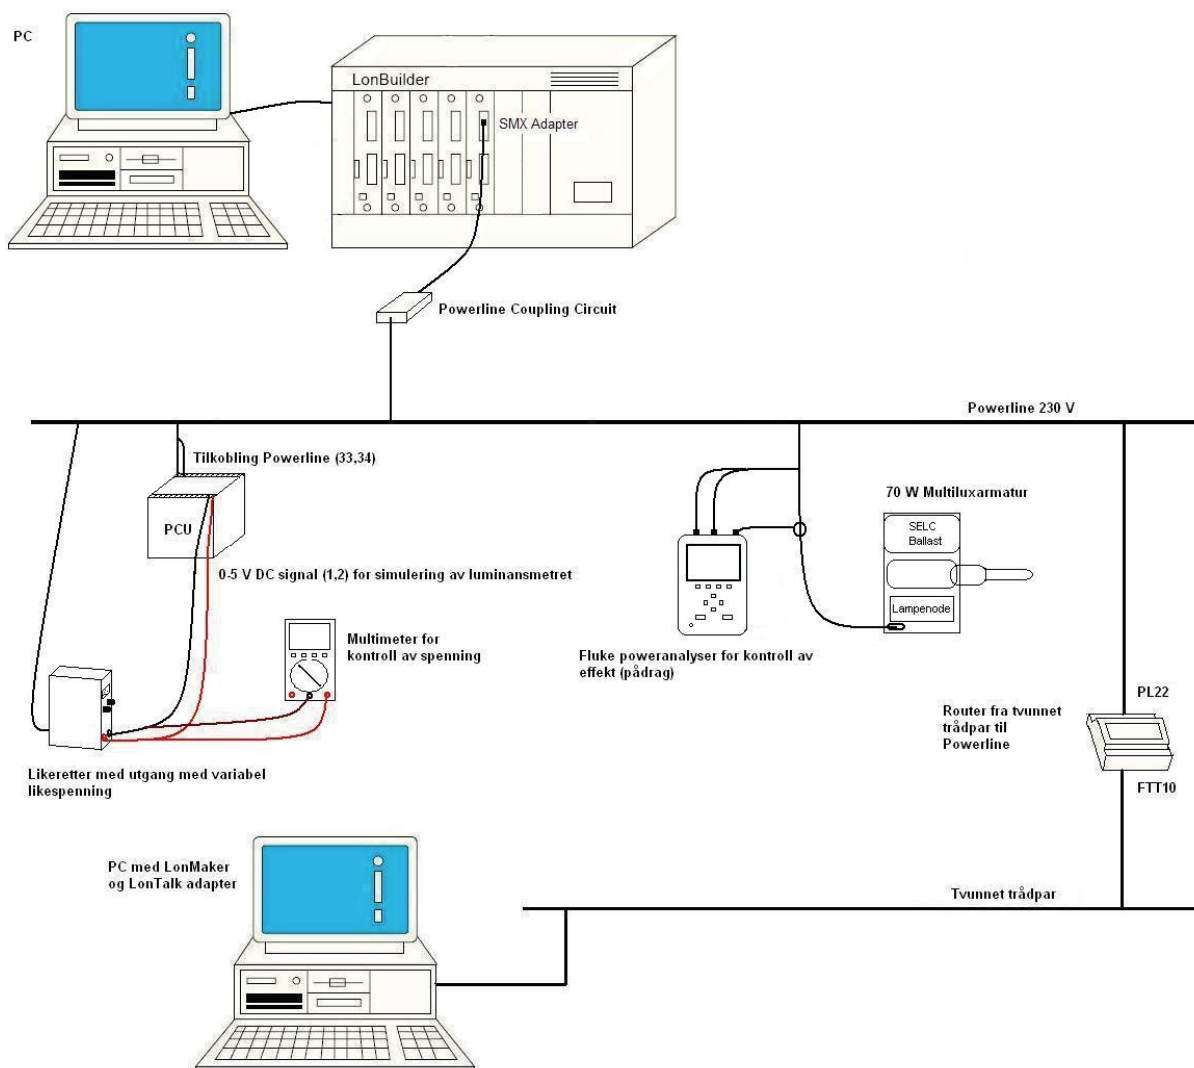 PC
LonBuilder
SMX Adapter
Powerline Coupling Circuit
Powerline 230 V
Tilkobling Powerline (33,34)
PCU
0-5 V DC signal (1,2) for simulering av luminansmetret
Multimeter for
kontroll av spenning
Likeretter med utgang med variabel
likespenning
70 W Multiluxarmatur
SELC
Ballast
Lampenode
Fluke poweranalyser for kontroll av
effekt (pådrag)
PL22
Router fra tvunnet
trådpar til
Powerline
FTT10
PC med LonMaker
og LonTalk adapter
Tvunnet trådpar